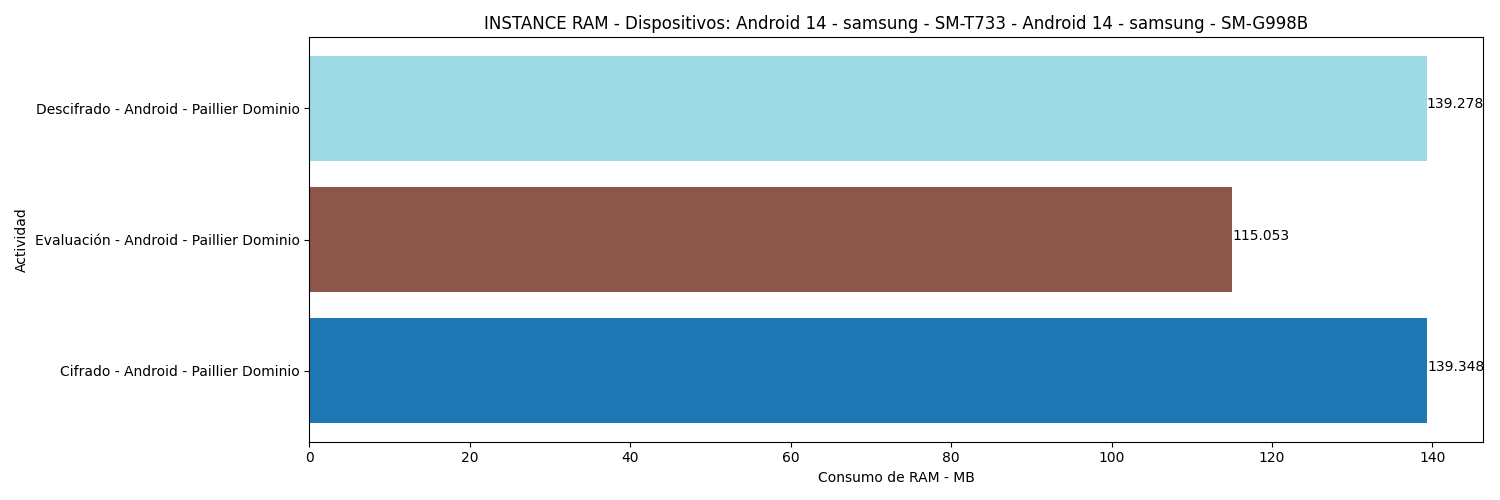 INSTANCE RAM - Dispositivos: Android 14 - samsung - SM-T733 - Android 14 - samsung - SM-G998B
Actividad
Descifrado - Android - Paillier Dominio
139.278
Evaluación - Android - Paillier Dominio
115.053
Cifrado - Android - Paillier Dominio
139.348
0 20 40 60 80 100 120 140
Consumo de RAM - MB